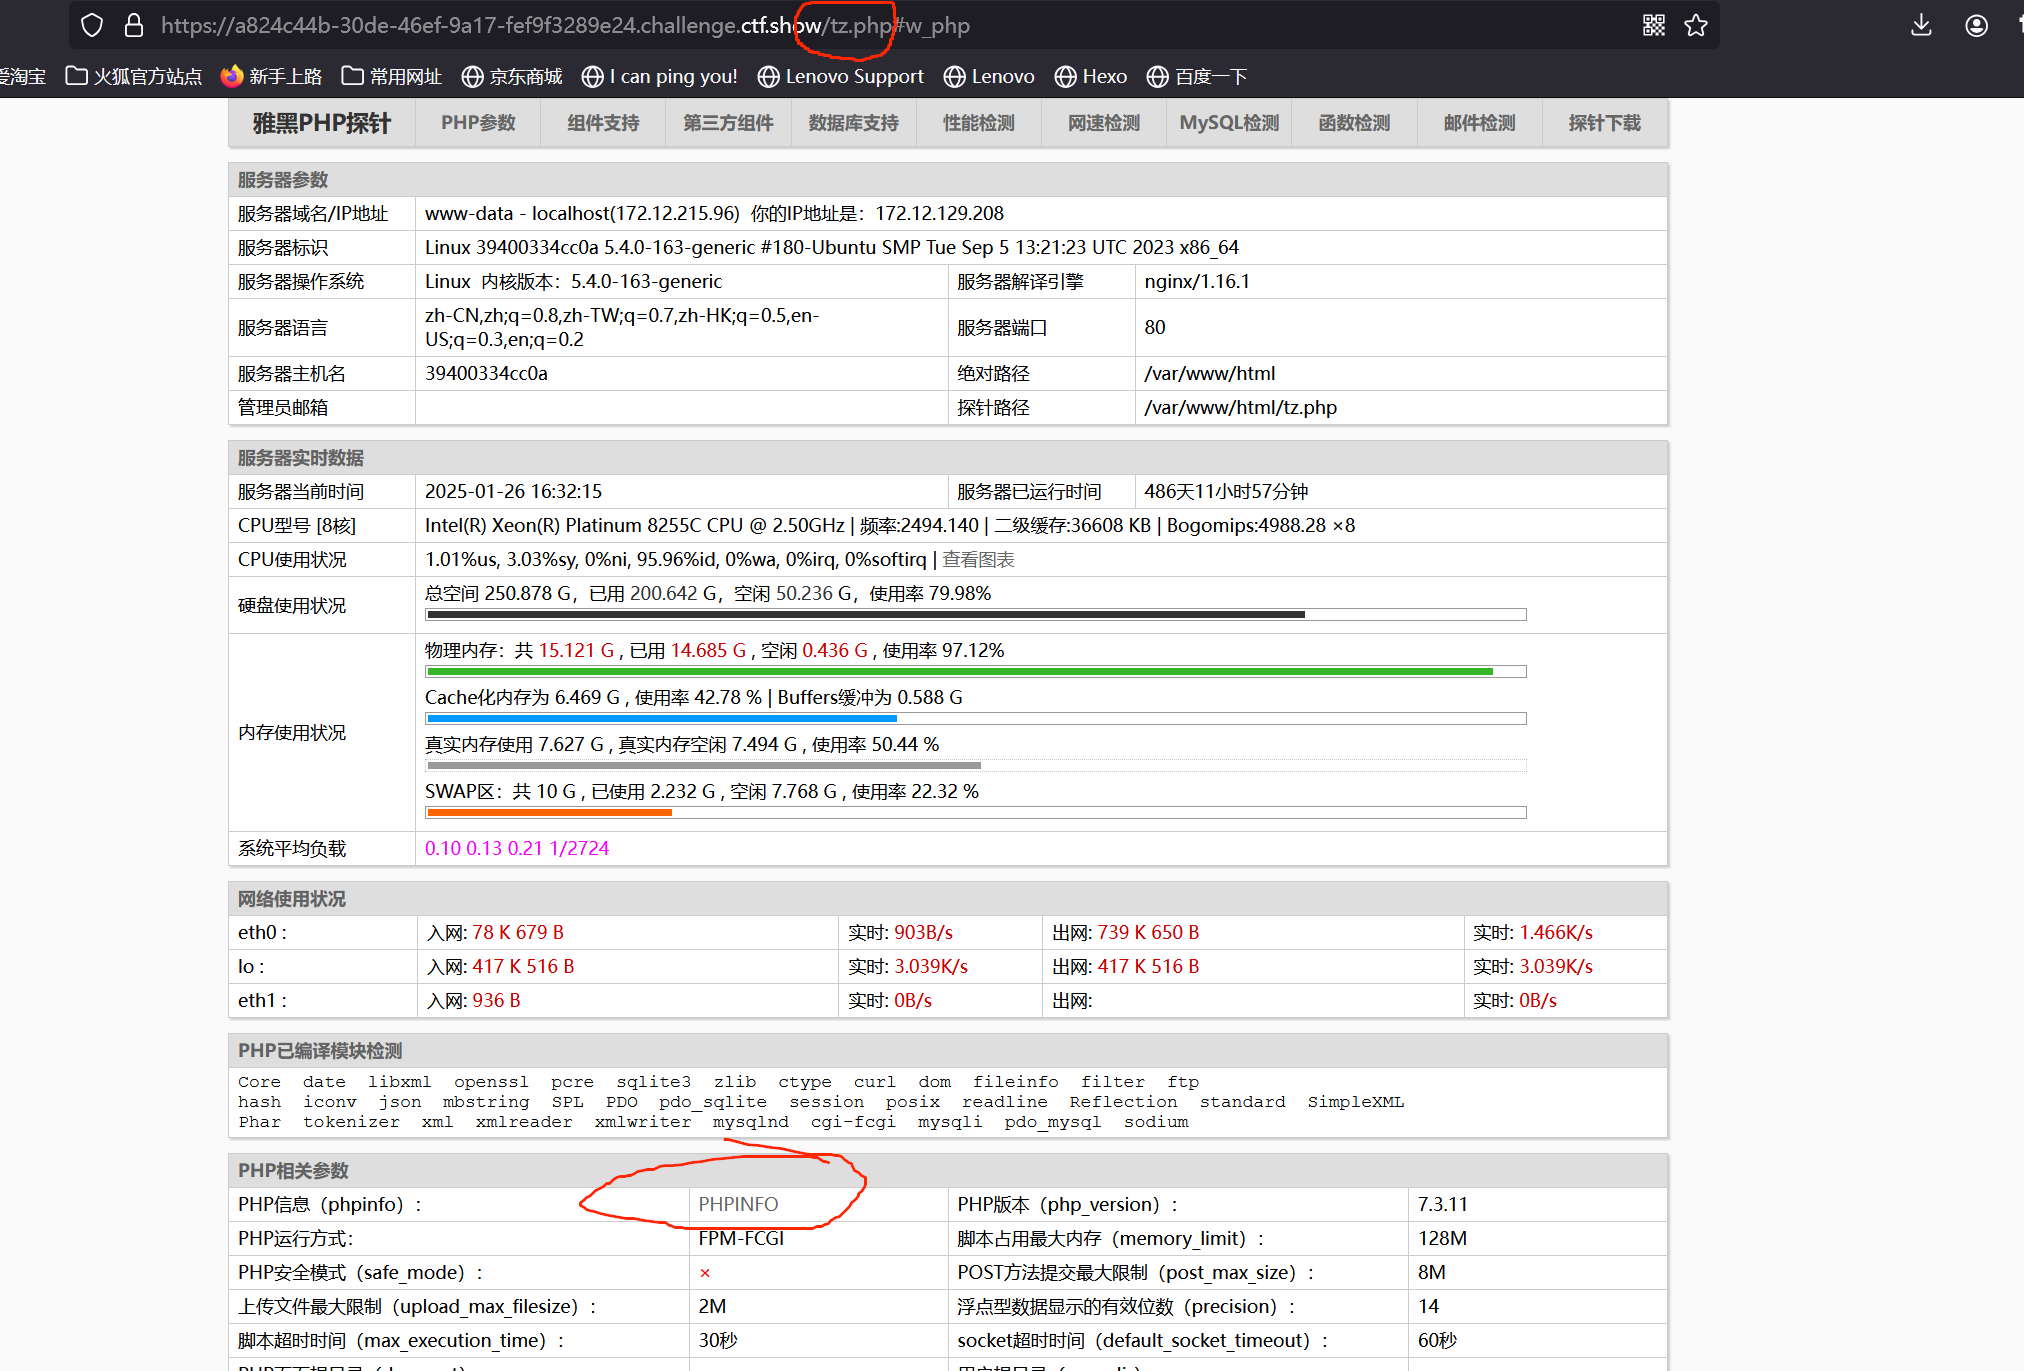 https://a824c44b-30de-46ef-9a17-fef9f3289e24.challenge.ctf.show/tz.php#w_php
爱淘宝 火狐官方站点 新手上路 常用网址 京东商城 I can ping you! Lenovo Support Lenovo Hexo 百度一下
雅黑PHP探针 PHP参数 组件支持 第三方组件 数据库支持 性能检测 网速检测 MySQL检测 函数检测 邮件检测 探针下载
服务器参数
服务器域名/IP地址 www-data - localhost(172.12.215.96) 你的IP地址是：172.12.129.208
服务器标识 Linux 39400334cc0a 5.4.0-163-generic #180-Ubuntu SMP Tue Sep 5 13:21:23 UTC 2023 x86_64
服务器操作系统 Linux 内核版本：5.4.0-163-generic 服务器解译引擎 nginx/1.16.1
服务器语言 zh-CN,zh;q=0.8,zh-TW;q=0.7,zh-HK;q=0.5,en-
US;q=0.3,en;q=0.2 服务器端口 80
服务器主机名 39400334cc0a 绝对路径 /var/www/html
管理员邮箱 探针路径 /var/www/html/tz.php
服务器实时数据
服务器当前时间 2025-01-26 16:32:15 服务器已运行时间 486天11小时57分钟
CPU型号 [8核] Intel(R) Xeon(R) Platinum 8255C CPU @ 2.50GHz | 频率:2494.140 | 二级缓存:36608 KB | Bogomips:4988.28 ×8
CPU使用状况 1.01%us, 3.03%sy, 0%ni, 95.96%id, 0%wa, 0%irq, 0%softirq | 查看图表
硬盘使用状况 总空间 250.878 G，已用 200.642 G，空闲 50.236 G，使用率 79.98%
内存使用状况 物理内存：共 15.121 G , 已用 14.685 G , 空闲 0.436 G , 使用率 97.12%
Cache化内存为 6.469 G , 使用率 42.78 % | Buffers缓冲为 0.588 G
真实内存使用 7.627 G , 真实内存空闲 7.494 G , 使用率 50.44 %
SWAP区：共 10 G , 已使用 2.232 G , 空闲 7.768 G , 使用率 22.32 %
系统平均负载 0.10 0.13 0.21 1/2724
网络使用状况
eth0 : 入网: 78 K 679 B 实时: 903B/s 出网: 739 K 650 B 实时: 1.466K/s
lo : 入网: 417 K 516 B 实时: 3.039K/s 出网: 417 K 516 B 实时: 3.039K/s
eth1 : 入网: 936 B 实时: 0B/s 出网: 实时: 0B/s
PHP已编译模块检测
Core date libxml openssl pcre sqlite3 zlib ctype curl dom fileinfo filter ftp
hash iconv json mbstring SPL PDO pdo_sqlite session posix readline Reflection standard SimpleXML
Phar tokenizer xml xmlreader xmlwriter mysqlnd cgi-fcgi mysqli pdo_mysql sodium
PHP相关参数
PHP信息（phpinfo）: PHPINFO PHP版本（php_version）: 7.3.11
PHP运行方式： FPM-FCGI 脚本占用最大内存（memory_limit）: 128M
PHP安全模式（safe_mode）: × POST方法提交最大限制（post_max_size）: 8M
上传文件最大限制（upload_max_filesize）: 2M 浮点型数据显示的有效位数（precision）: 14
脚本超时时间（max_execution_time）: 30秒 socket超时时间（default_socket_timeout）: 60秒